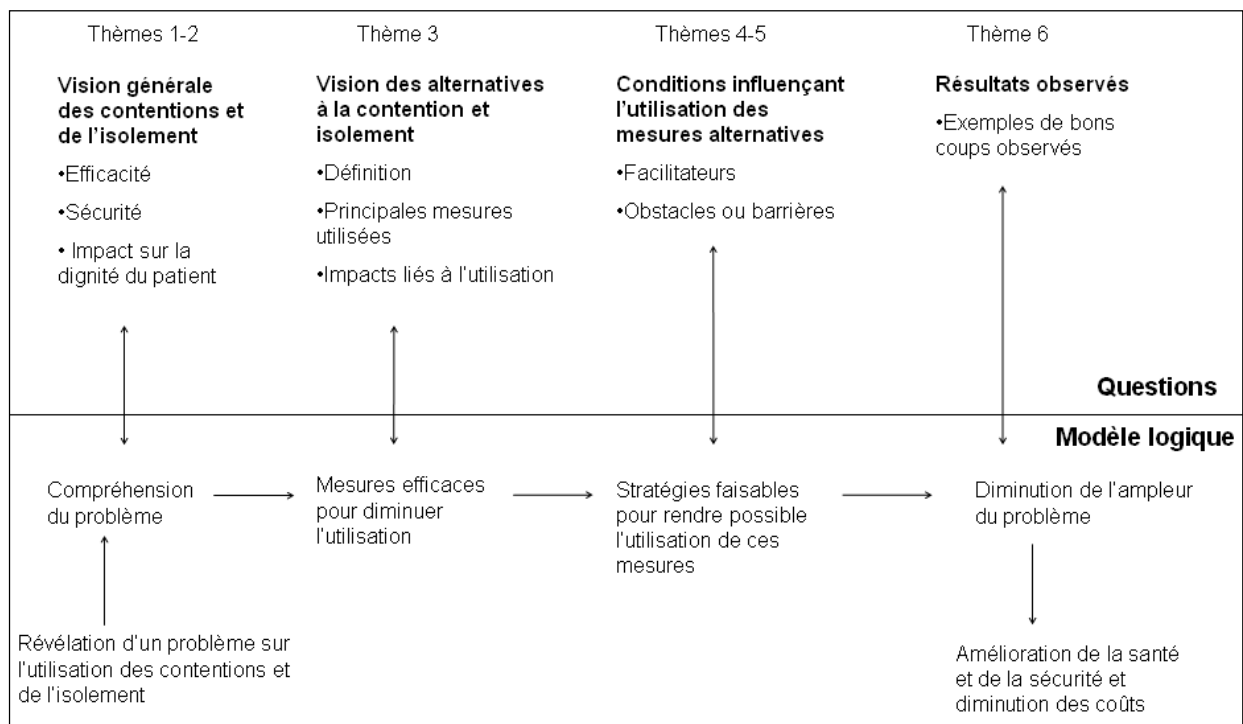 Thèmes 1-2
Vision générale
des contentions et
de l'isolement
•Efficacité
•Sécurité
• Impact sur la
dignité du patient
Thème 3
Vision des alternatives
à la contention et
isolement
•Définition
•Principales mesures
utilisées
•Impacts liés à l'utilisation
Thèmes 4-5
Conditions influençant
l'utilisation des
mesures alternatives
•Facilitateurs
•Obstacles ou barrières
Thème 6
Résultats observés
•Exemples de bons
coups observés
Questions
Modèle logique
Compréhension
du problème
Mesures efficaces
pour diminuer
l'utilisation
Stratégies faisables
pour rendre possible
l'utilisation de ces
mesures
Diminution de l'ampleur
du problème
Révélation d'un problème sur
l'utilisation des contentions et
de l'isolement
Amélioration de la santé
et de la sécurité et
diminution des coûts